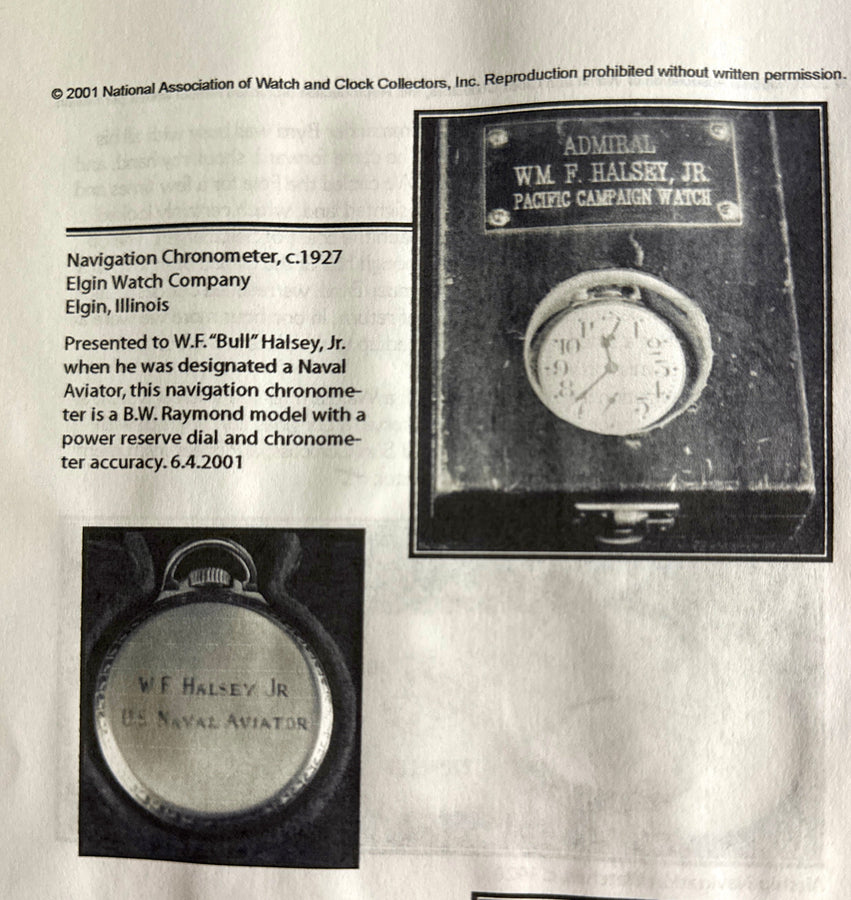 © 2001 National Association of Watch and Clock Collectors, Inc. Reproduction prohibited without written permission.
ADMIRAL
WM. F. HALSEY, JR.
PACIFIC CAMPAIGN WATCH
Navigation Chronometer, c.1927
Elgin Watch Company
Elgin, Illinois
Presented to W.F. “Bull” Halsey, Jr.
when he was designated a Naval
Aviator, this navigation chronome-
ter is a B.W. Raymond model with a
power reserve dial and chronome-
ter accuracy. 6.4.2001
W F HALSEY JR
U.S. NAVAL AVIATOR